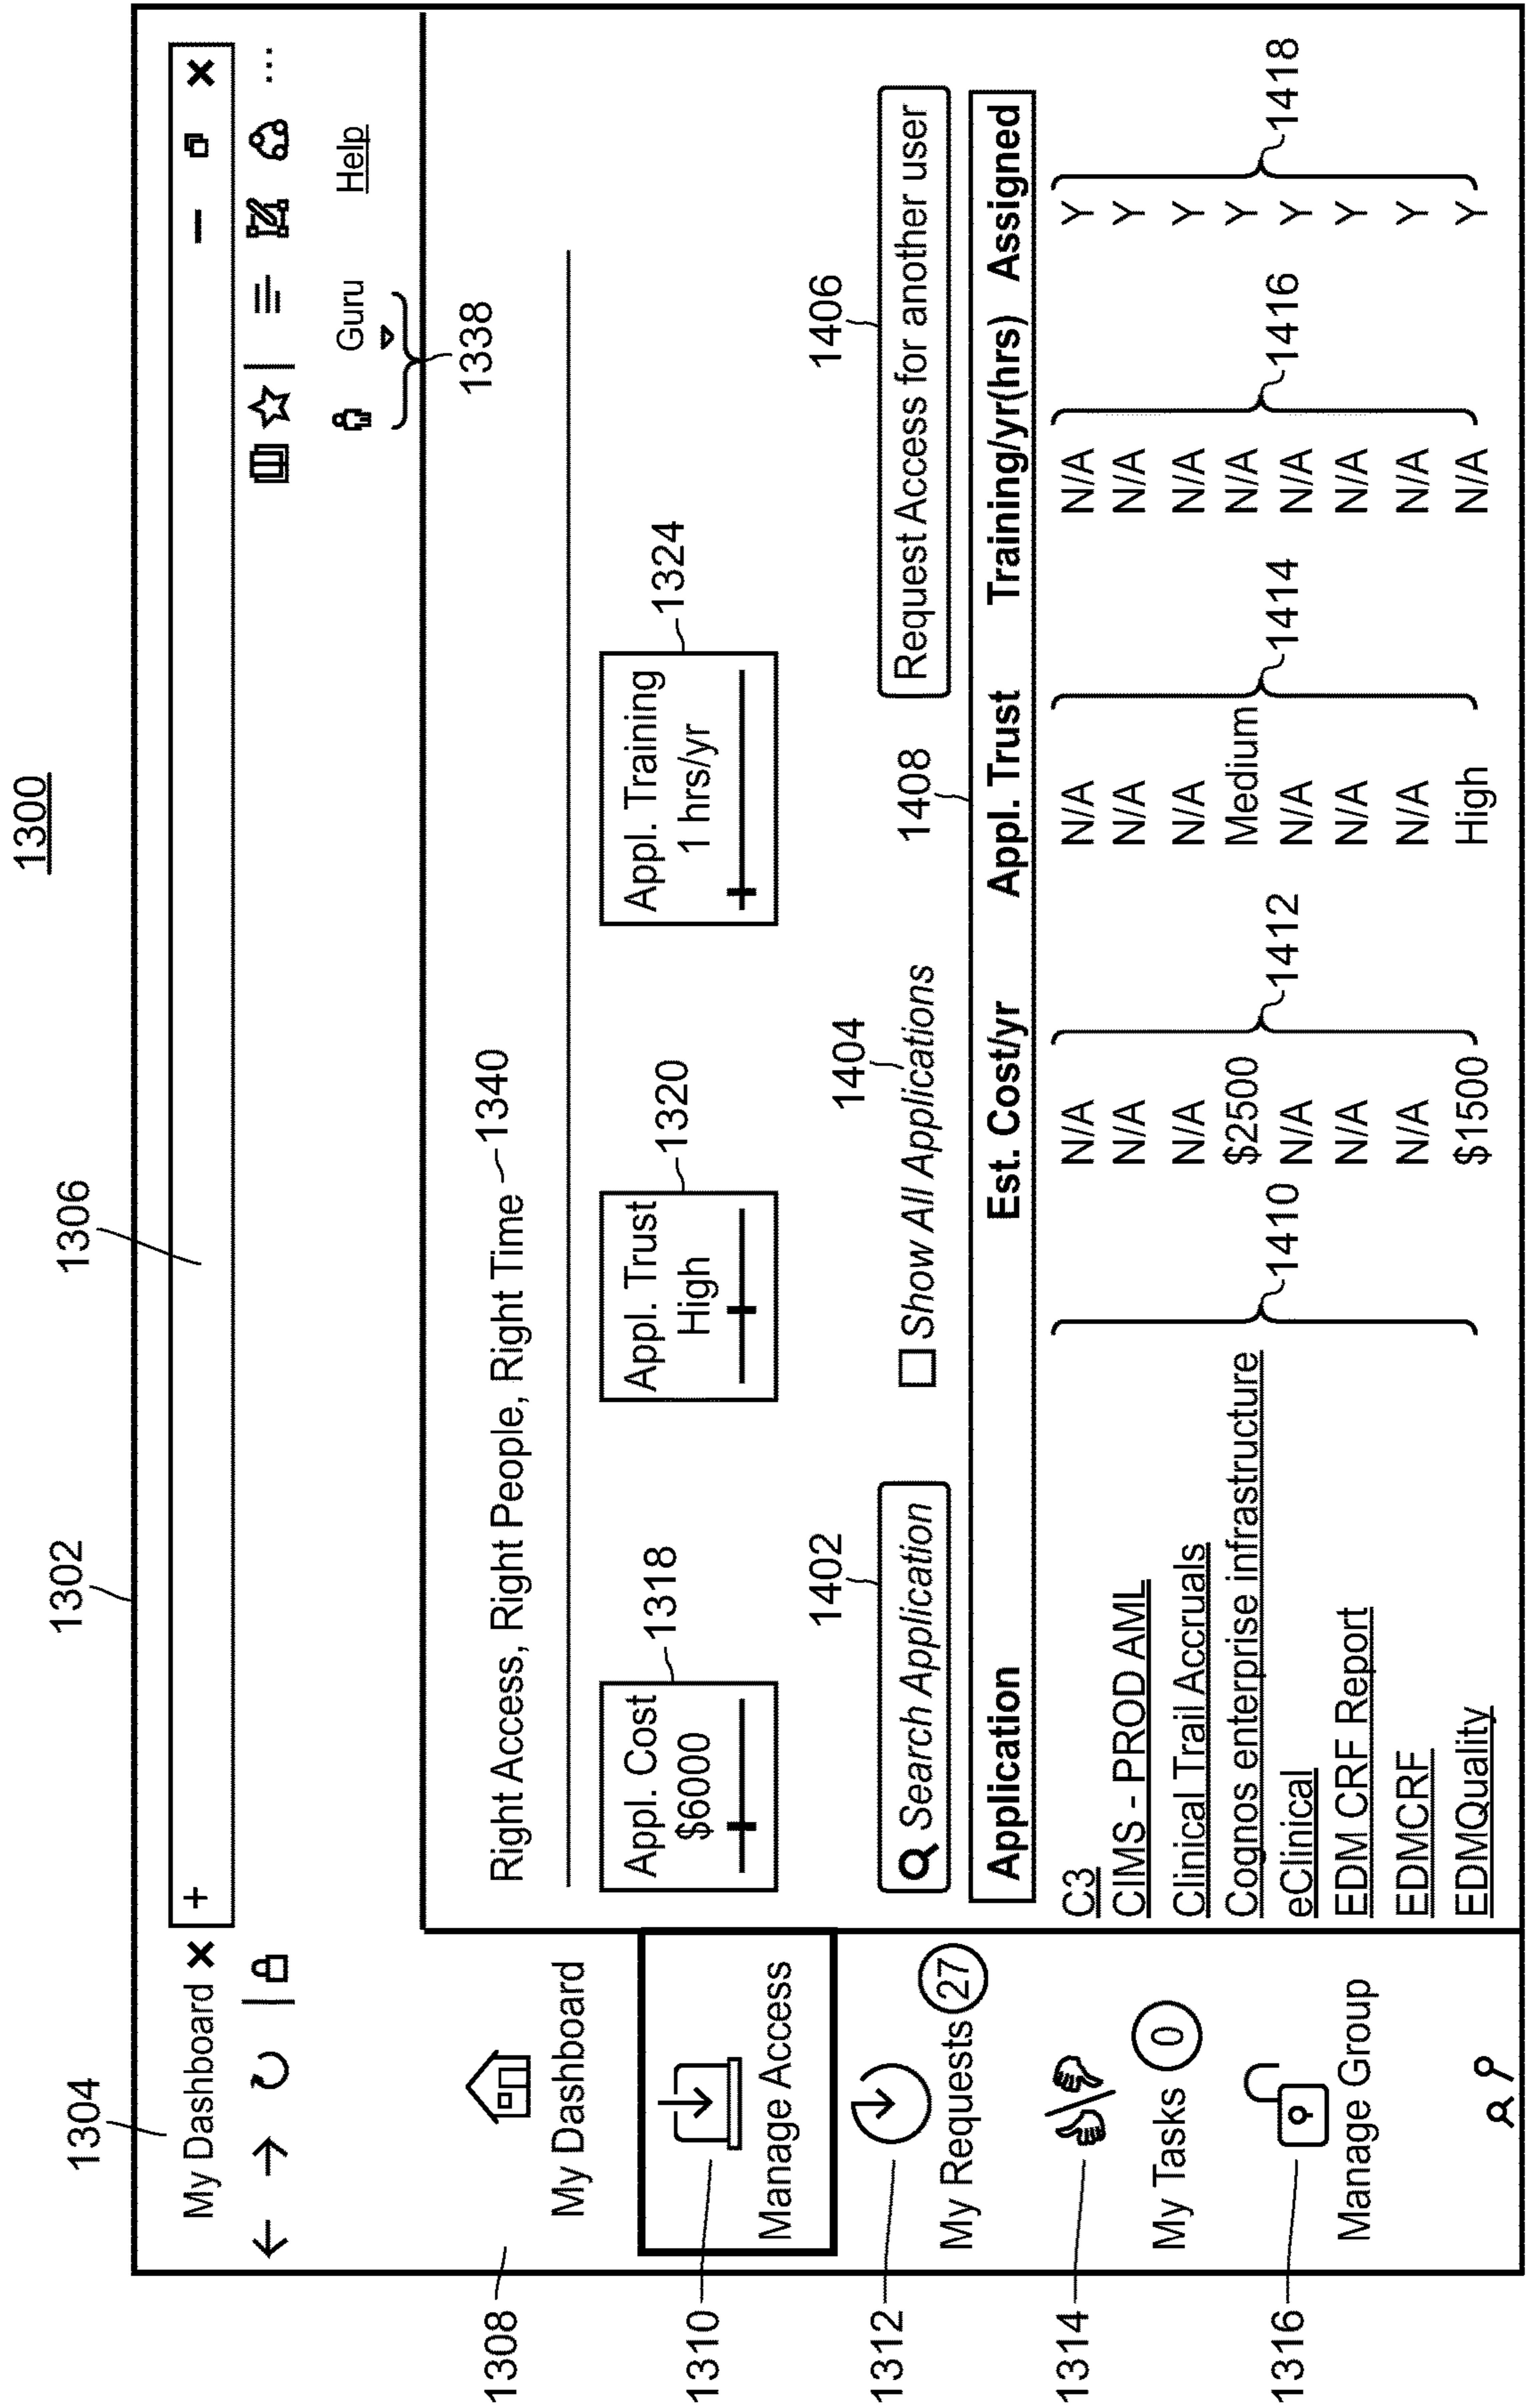 1300
1302
1304
1306
My Dashboard
+
Guru
Help
1338
1308
My Dashboard
1310
Manage Access
1312
My Requests 27
1314
My Tasks 0
1316
Manage Group
Right Access, Right People, Right Time
1340
Appl. Cost
$6000
1318
Appl. Trust
High
1320
Appl. Training
1 hrs/yr
1324
1402
1404
1406
Search Application
Show All Applications
Request Access for another user
1408
Application Est. Cost/yr Appl. Trust Training/yr(hrs) Assigned
C3 N/A N/A N/A Y
CIMS - PROD AML N/A N/A N/A Y
Clinical Trail Accruals N/A N/A N/A Y
Cognos enterprise infrastructure $2500 Medium N/A Y
eClinical N/A N/A N/A Y
EDM CRF Report N/A N/A N/A Y
EDMCRF N/A N/A N/A Y
EDMQuality $1500 High N/A Y
1410
1412
1414
1416
1418